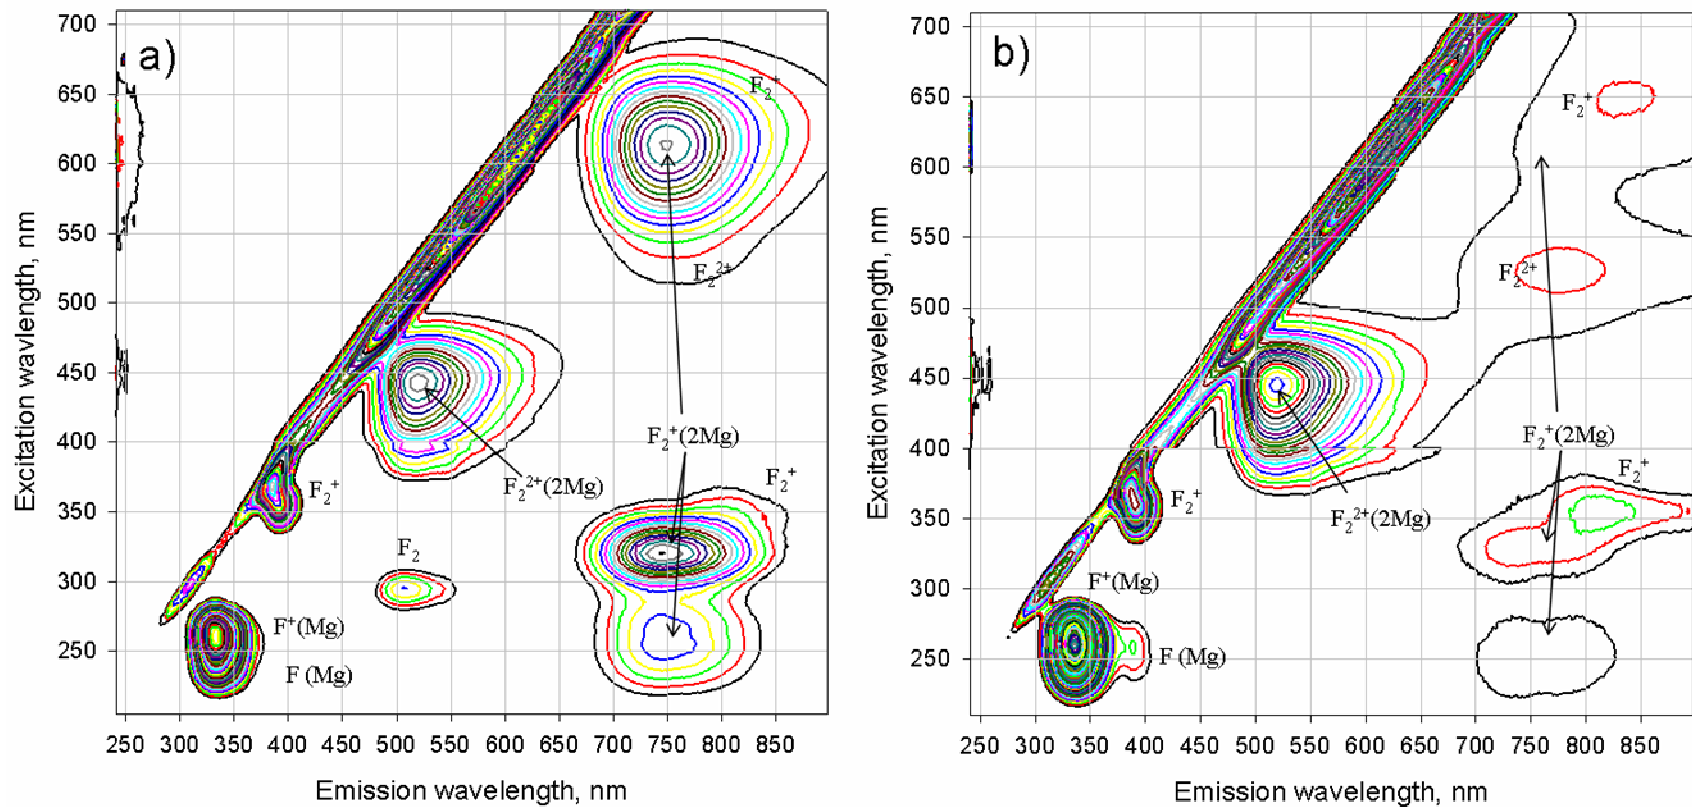 a)
Excitation wavlength, nm
700
650
600
550
500
450
400
350
300
250
250 300 350 400 450 500 550 600 650 700 750 800 850
Emission wavelength, nm
F₂⁺
F₂²⁺
F₂⁺(2Mg)
F₂²⁺(2Mg)
F₂⁺
F₂⁺
F₂
F⁺(Mg)
F (Mg)
b)
Excitation wavelength, nm
700
650
600
550
500
450
400
350
300
250
250 300 350 400 450 500 550 600 650 700 750 800 850
Emission wavelength, nm
F₂⁺
F₂²⁺
F₂⁺(2Mg)
F₂⁺
F₂⁺
F₂²⁺(2Mg)
F⁺(Mg)
F (Mg)